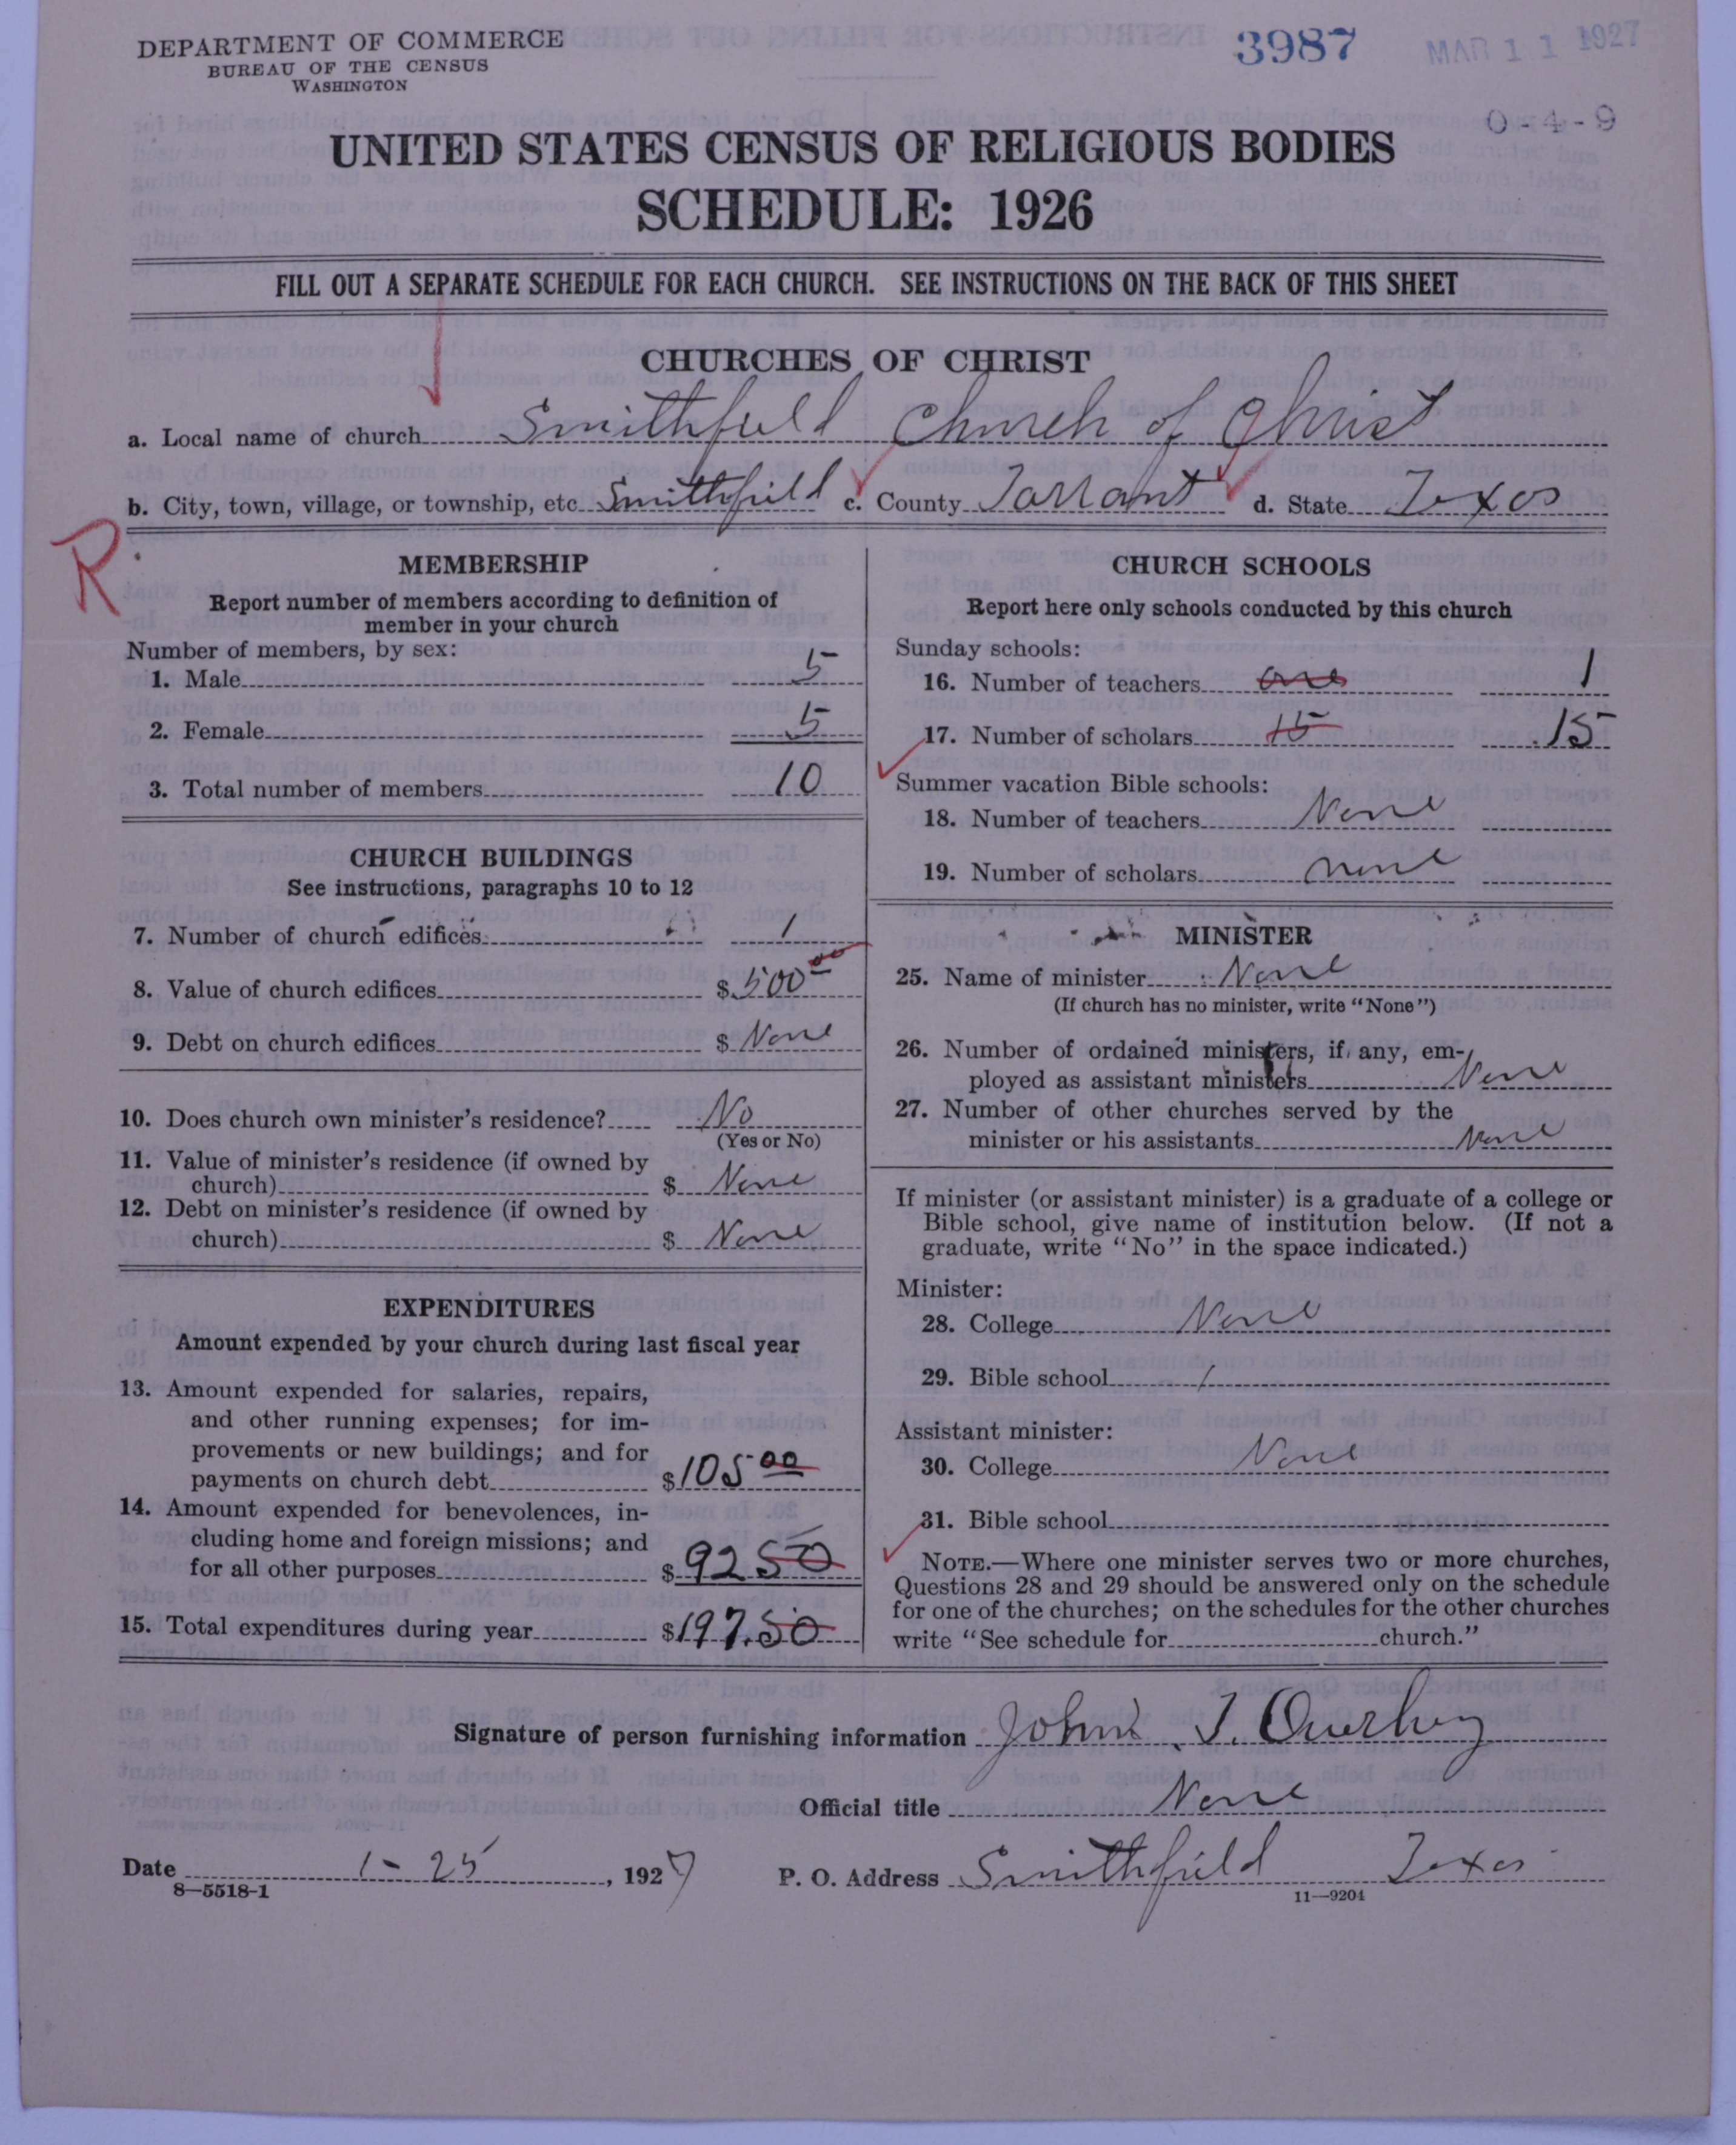 DEPARTMENT OF COMMERCE
BUREAU OF THE CENSUS
WASHINGTON
3987
MAR 11 1927
0-4-9
UNITED STATES CENSUS OF RELIGIOUS BODIES
SCHEDULE: 1926
FILL OUT A SEPARATE SCHEDULE FOR EACH CHURCH. SEE INSTRUCTIONS ON THE BACK OF THIS SHEET
CHURCHES OF CHRIST
a. Local name of church Smithfield Church of Christ
b. City, town, village, or township, etc. Smithfield c. County Tarrant d. State Texas
R
MEMBERSHIP
Report number of members according to definition of
member in your church
Number of members, by sex:
1. Male 5
2. Female 5
3. Total number of members 10
CHURCH BUILDINGS
See instructions, paragraphs 10 to 12
7. Number of church edifices 1
8. Value of church edifices $ 500 00
9. Debt on church edifices $ None
10. Does church own minister's residence? No
(Yes or No)
11. Value of minister's residence (if owned by
church) $ None
12. Debt on minister's residence (if owned by
church) $ None
EXPENDITURES
Amount expended by your church during last fiscal year
13. Amount expended for salaries, repairs,
and other running expenses; for im-
provements or new buildings; and for
payments on church debt $ 105 00
14. Amount expended for benevolences, in-
cluding home and foreign missions; and
for all other purposes $ 92 50
15. Total expenditures during year $ 197.50
CHURCH SCHOOLS
Report here only schools conducted by this church
Sunday schools:
16. Number of teachers one 1
17. Number of scholars 15 15
Summer vacation Bible schools:
18. Number of teachers None
19. Number of scholars none
MINISTER
25. Name of minister None
(If church has no minister, write "None")
26. Number of ordained ministers, if any, em-
ployed as assistant ministers None
27. Number of other churches served by the
minister or his assistants None
If minister (or assistant minister) is a graduate of a college or
Bible school, give name of institution below. (If not a
graduate, write "No" in the space indicated.)
Minister:
28. College None
29. Bible school
Assistant minister:
30. College None
31. Bible school
NOTE.—Where one minister serves two or more churches,
Questions 28 and 29 should be answered only on the schedule
for one of the churches; on the schedules for the other churches
write "See schedule for church."
Signature of person furnishing information John T. Overby
Official title None
Date 1-25, 1927 P. O. Address Smithfield Texas
8—5518-1
11—9204